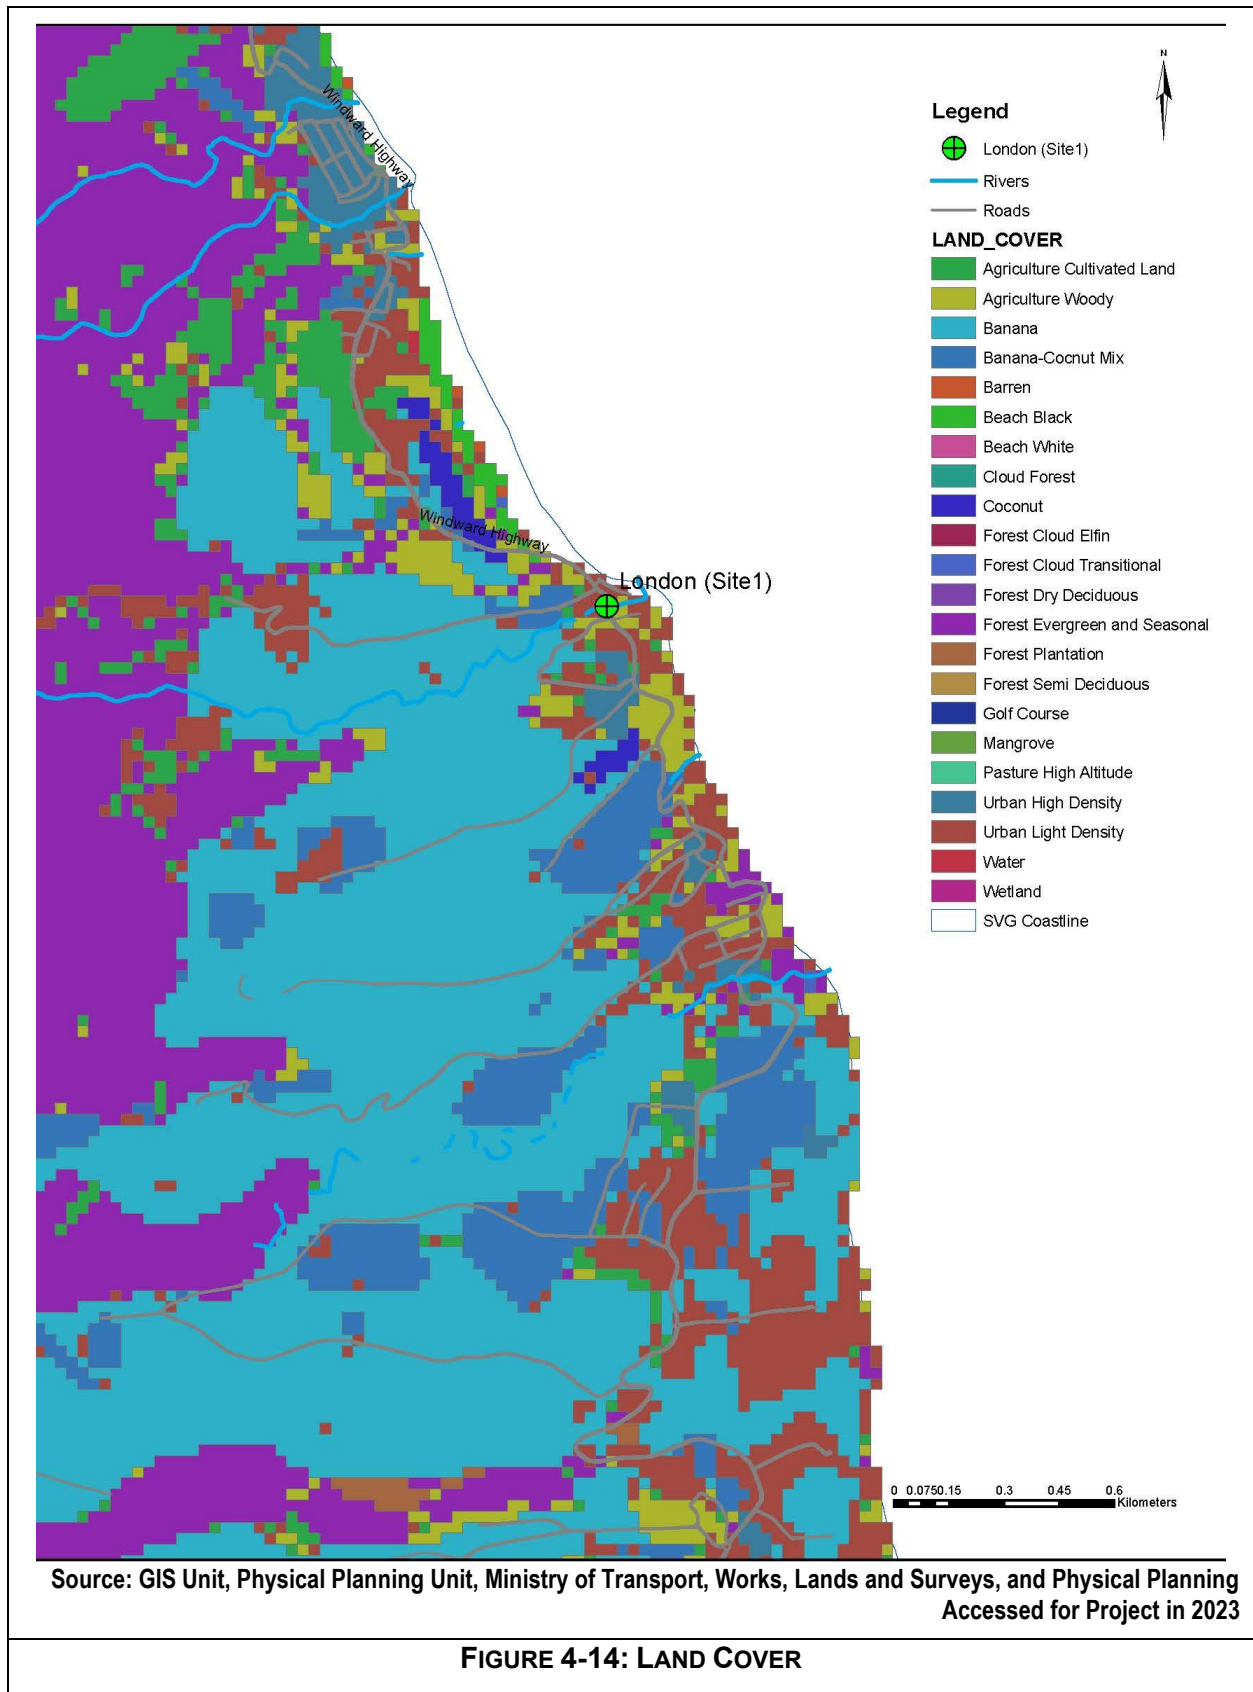 N
Legend
London (Site1)
Rivers
Roads
LAND_COVER
Agriculture Cultivated Land
Agriculture Woody
Banana
Banana-Cocnut Mix
Barren
Beach Black
Beach White
Cloud Forest
Coconut
Forest Cloud Elfin
Forest Cloud Transitional
Forest Dry Deciduous
Forest Evergreen and Seasonal
Forest Plantation
Forest Semi Deciduous
Golf Course
Mangrove
Pasture High Altitude
Urban High Density
Urban Light Density
Water
Wetland
SVG Coastline
Windward Highway
Windward Highway
London (Site1)
0 0.0750.15 0.3 0.45 0.6
Kilometers
Source: GIS Unit, Physical Planning Unit, Ministry of Transport, Works, Lands and Surveys, and Physical Planning
Accessed for Project in 2023
FIGURE 4-14: LAND COVER